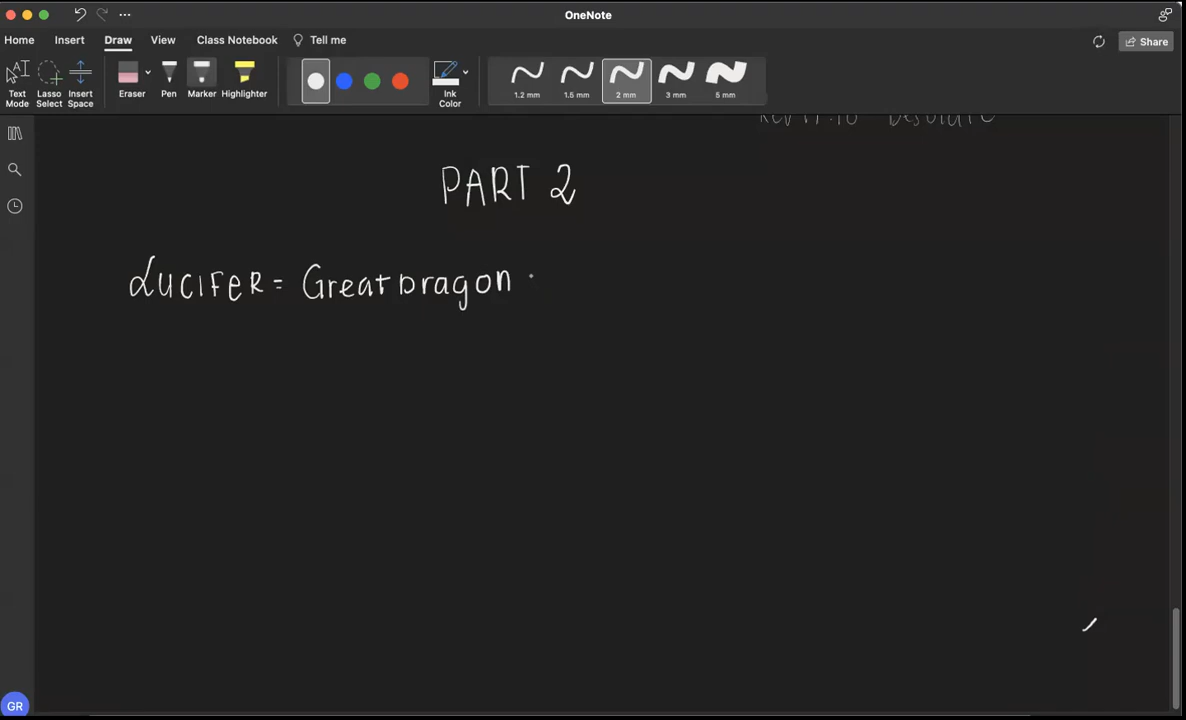 OneNote
Home Insert Draw View Class Notebook Tell me
Share
Text Mode
Lasso Select
Insert Space
Eraser
Pen
Marker
Highlighter
Ink Color
1.2 mm
1.5 mm
2 mm
3 mm
5 mm
Desolate
PART 2
LUCIFeR = Great Dragon
GR